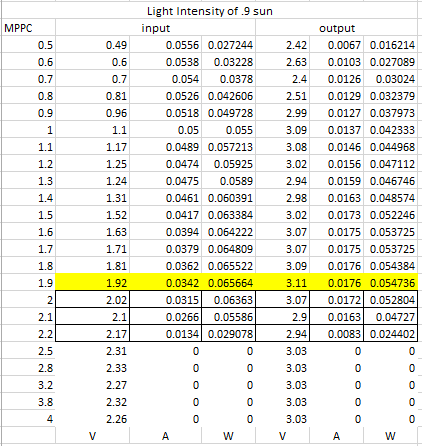 Light Intensity of .9 sun
MPPC input output
0.5 0.49 0.0556 0.027244 2.42 0.0067 0.016214
0.6 0.6 0.0538 0.03228 2.63 0.0103 0.027089
0.7 0.7 0.054 0.0378 2.4 0.0126 0.03024
0.8 0.81 0.0526 0.042606 2.51 0.0129 0.032379
0.9 0.96 0.0518 0.049728 2.99 0.0127 0.037973
1 1.1 0.05 0.055 3.09 0.0137 0.042333
1.1 1.17 0.0489 0.057213 3.08 0.0146 0.044968
1.2 1.25 0.0474 0.05925 3.02 0.0156 0.047112
1.3 1.24 0.0475 0.0589 2.94 0.0159 0.046746
1.4 1.31 0.0461 0.060391 2.98 0.0163 0.048574
1.5 1.52 0.0417 0.063384 3.02 0.0173 0.052246
1.6 1.63 0.0394 0.064222 3.07 0.0175 0.053725
1.7 1.71 0.0379 0.064809 3.07 0.0175 0.053725
1.8 1.81 0.0362 0.065522 3.09 0.0176 0.054384
1.9 1.92 0.0342 0.065664 3.11 0.0176 0.054736
2 2.02 0.0315 0.06363 3.07 0.0172 0.052804
2.1 2.1 0.0266 0.05586 2.9 0.0163 0.04727
2.2 2.17 0.0134 0.029078 2.94 0.0083 0.024402
2.5 2.31 0 0 3.03 0 0
2.8 2.33 0 0 3.03 0 0
3.2 2.27 0 0 3.03 0 0
3.8 2.32 0 0 3.03 0 0
4 2.26 0 0 3.03 0 0
V A W V A W